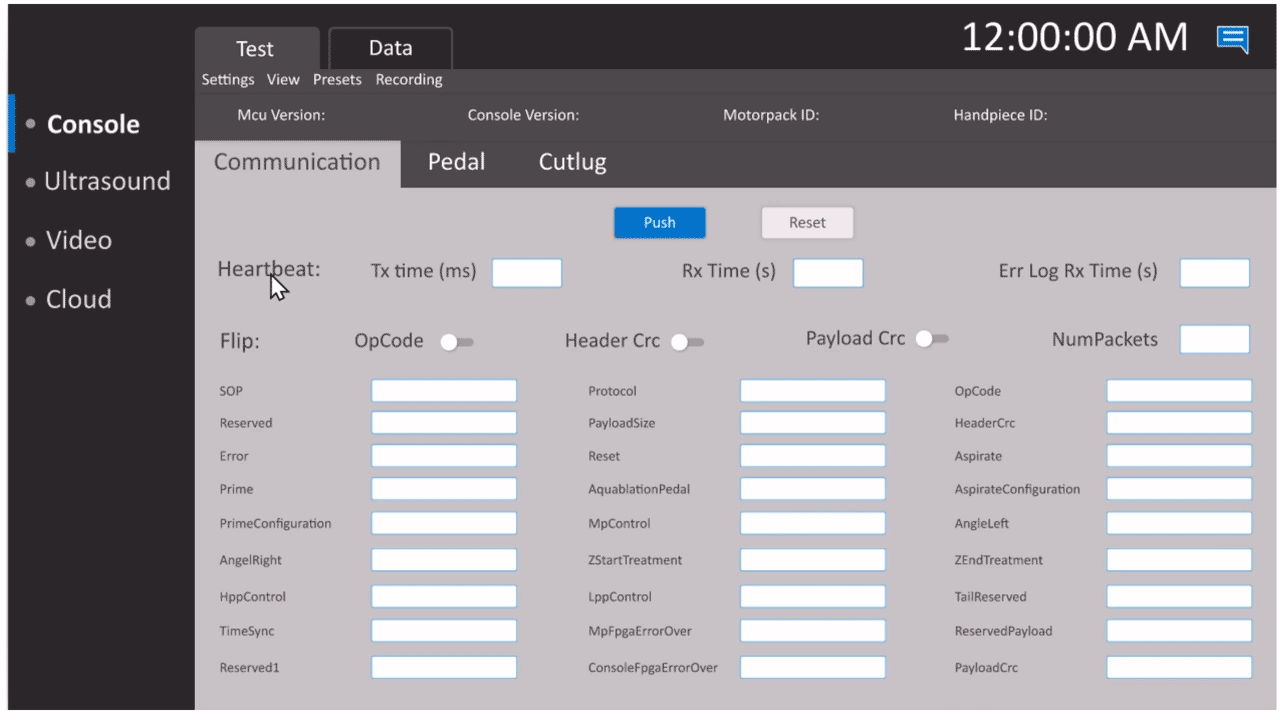 12:00:00 AM
Test Data
Settings View Presets Recording
Mcu Version: Console Version: Motorpack ID: Handpiece ID:
Console
Ultrasound
Video
Cloud
Communication Pedal Cutlug
Push Reset
Heartbeat: Tx time (ms) Rx Time (s) Err Log Rx Time (s)
Flip: OpCode Header Crc Payload Crc NumPackets
SOP Protocol OpCode
Reserved PayloadSize HeaderCrc
Error Reset Aspirate
Prime AquablationPedal AspirateConfiguration
PrimeConfiguration MpControl AngleLeft
AngelRight ZStartTreatment ZEndTreatment
HppControl LppControl TailReserved
TimeSync MpFpgaErrorOver ReservedPayload
Reserved1 ConsoleFpgaErrorOver PayloadCrc